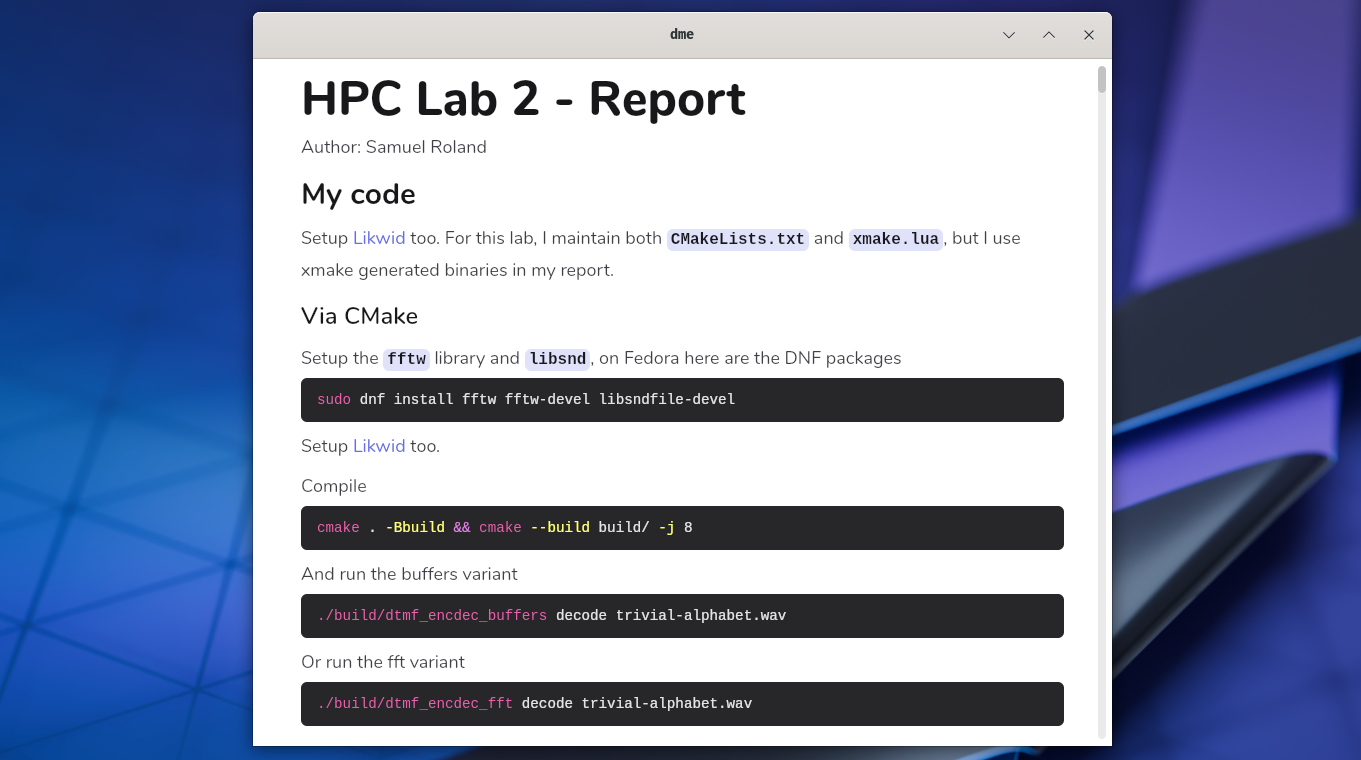 dme
HPC Lab 2 - Report
Author: Samuel Roland
My code
Setup Likwid too. For this lab, I maintain both CMakeLists.txt and xmake.lua, but I use
xmake generated binaries in my report.
Via CMake
Setup the fftw library and libsnd, on Fedora here are the DNF packages
sudo dnf install fftw fftw-devel libsndfile-devel
Setup Likwid too.
Compile
cmake . -Bbuild && cmake --build build/ -j 8
And run the buffers variant
./build/dtmf_encdec_buffers decode trivial-alphabet.wav
Or run the fft variant
./build/dtmf_encdec_fft decode trivial-alphabet.wav